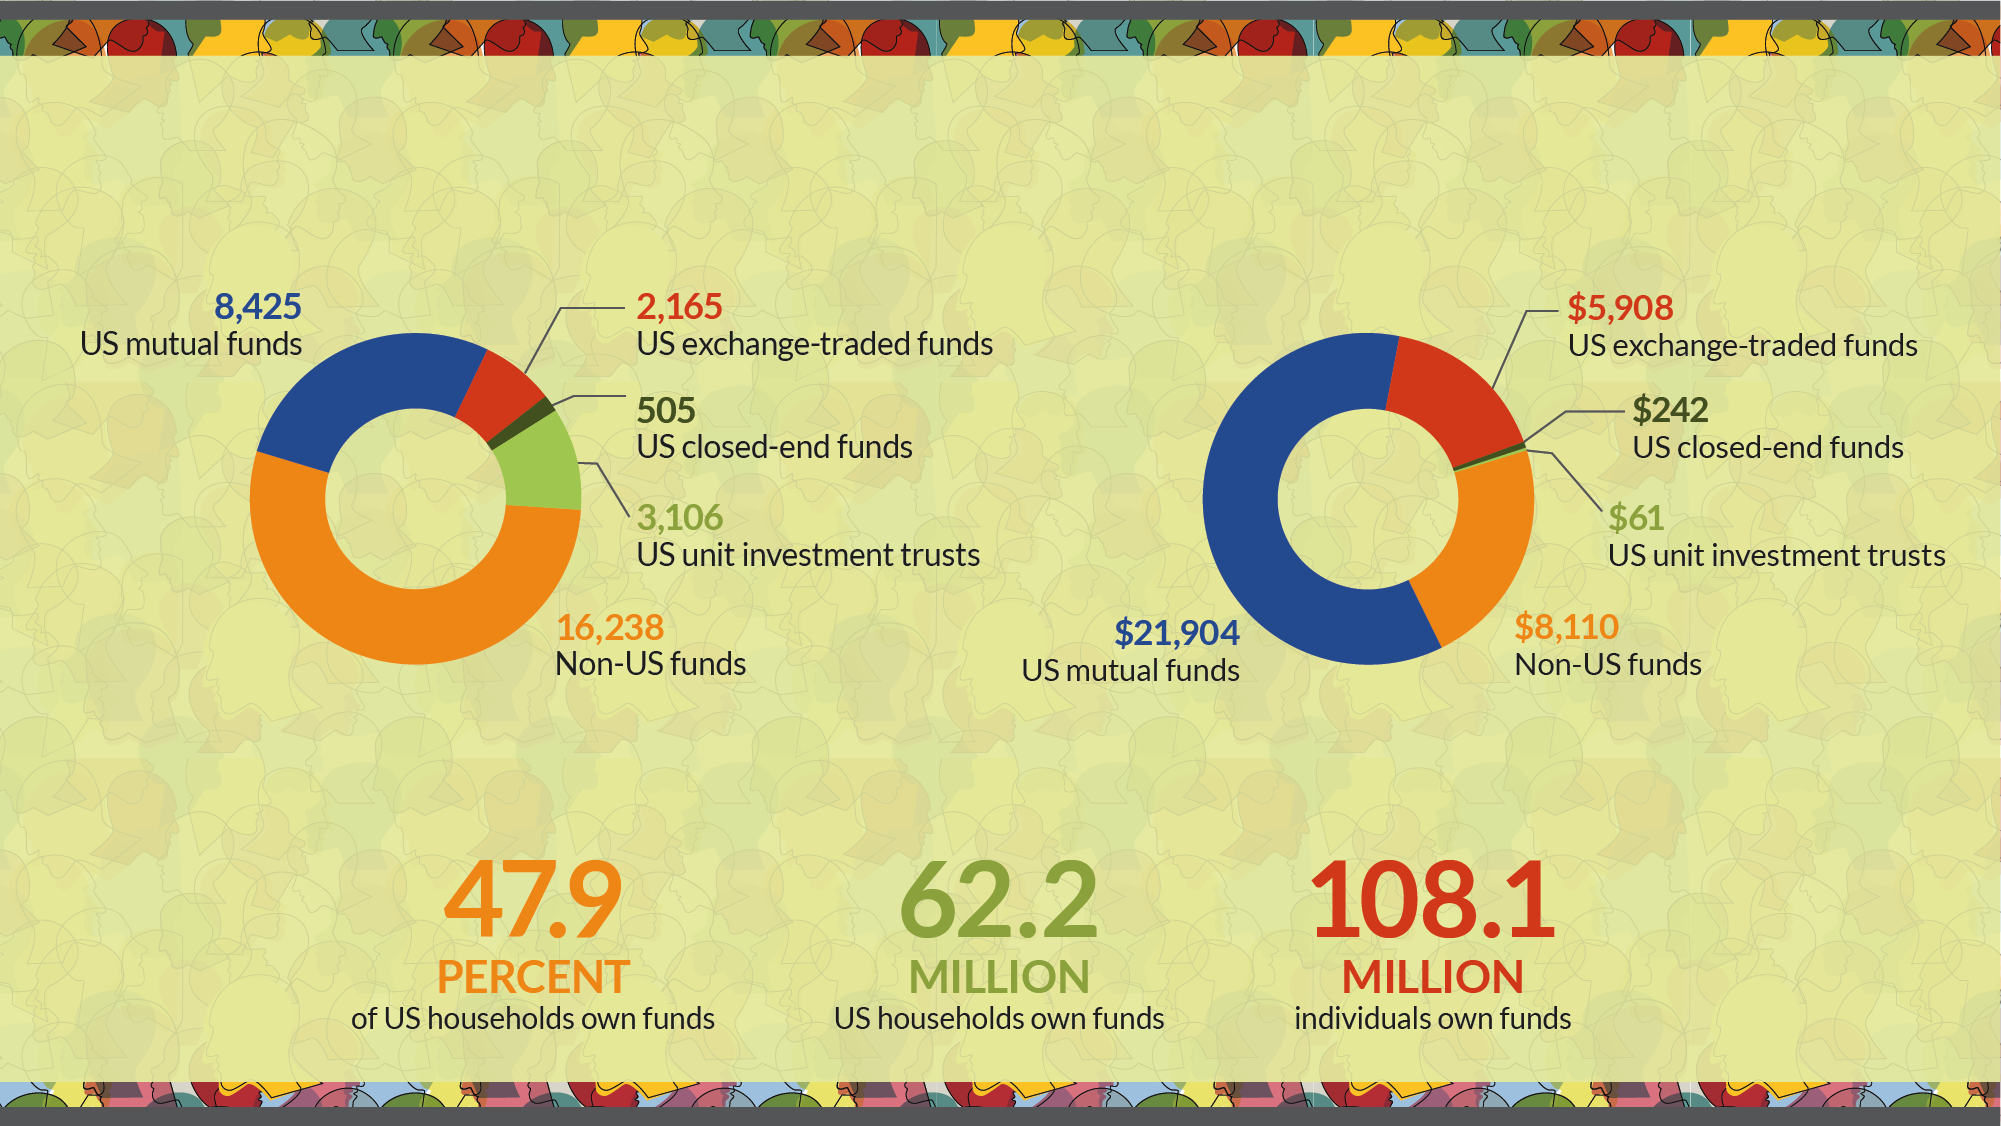 8,425
US mutual funds
2,165
US exchange-traded funds
505
US closed-end funds
3,106
US unit investment trusts
16,238
Non-US funds
$5,908
US exchange-traded funds
$242
US closed-end funds
$61
US unit investment trusts
$8,110
Non-US funds
$21,904
US mutual funds
47.9
PERCENT
of US households own funds
62.2
MILLION
US households own funds
108.1
MILLION
individuals own funds